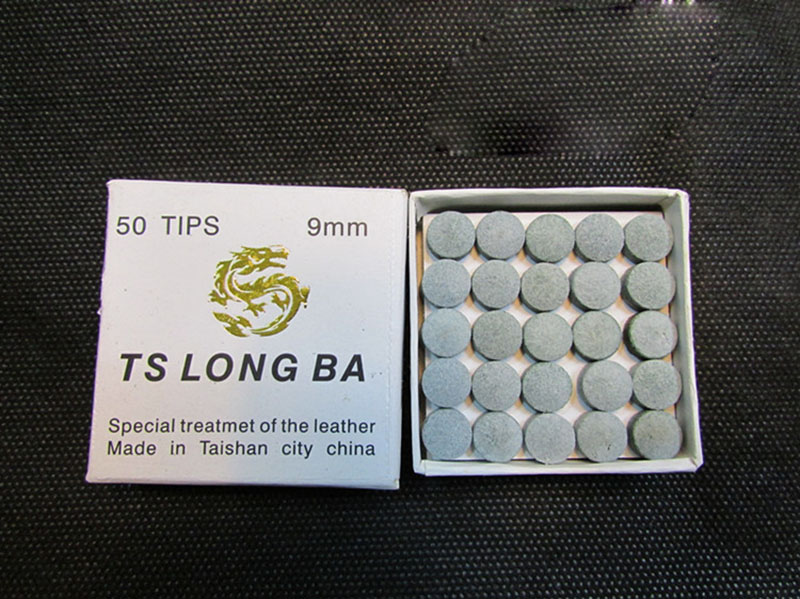 50 TIPS 9mm
TS LONG BA
Special treatmet of the leather
Made in Taishan city china